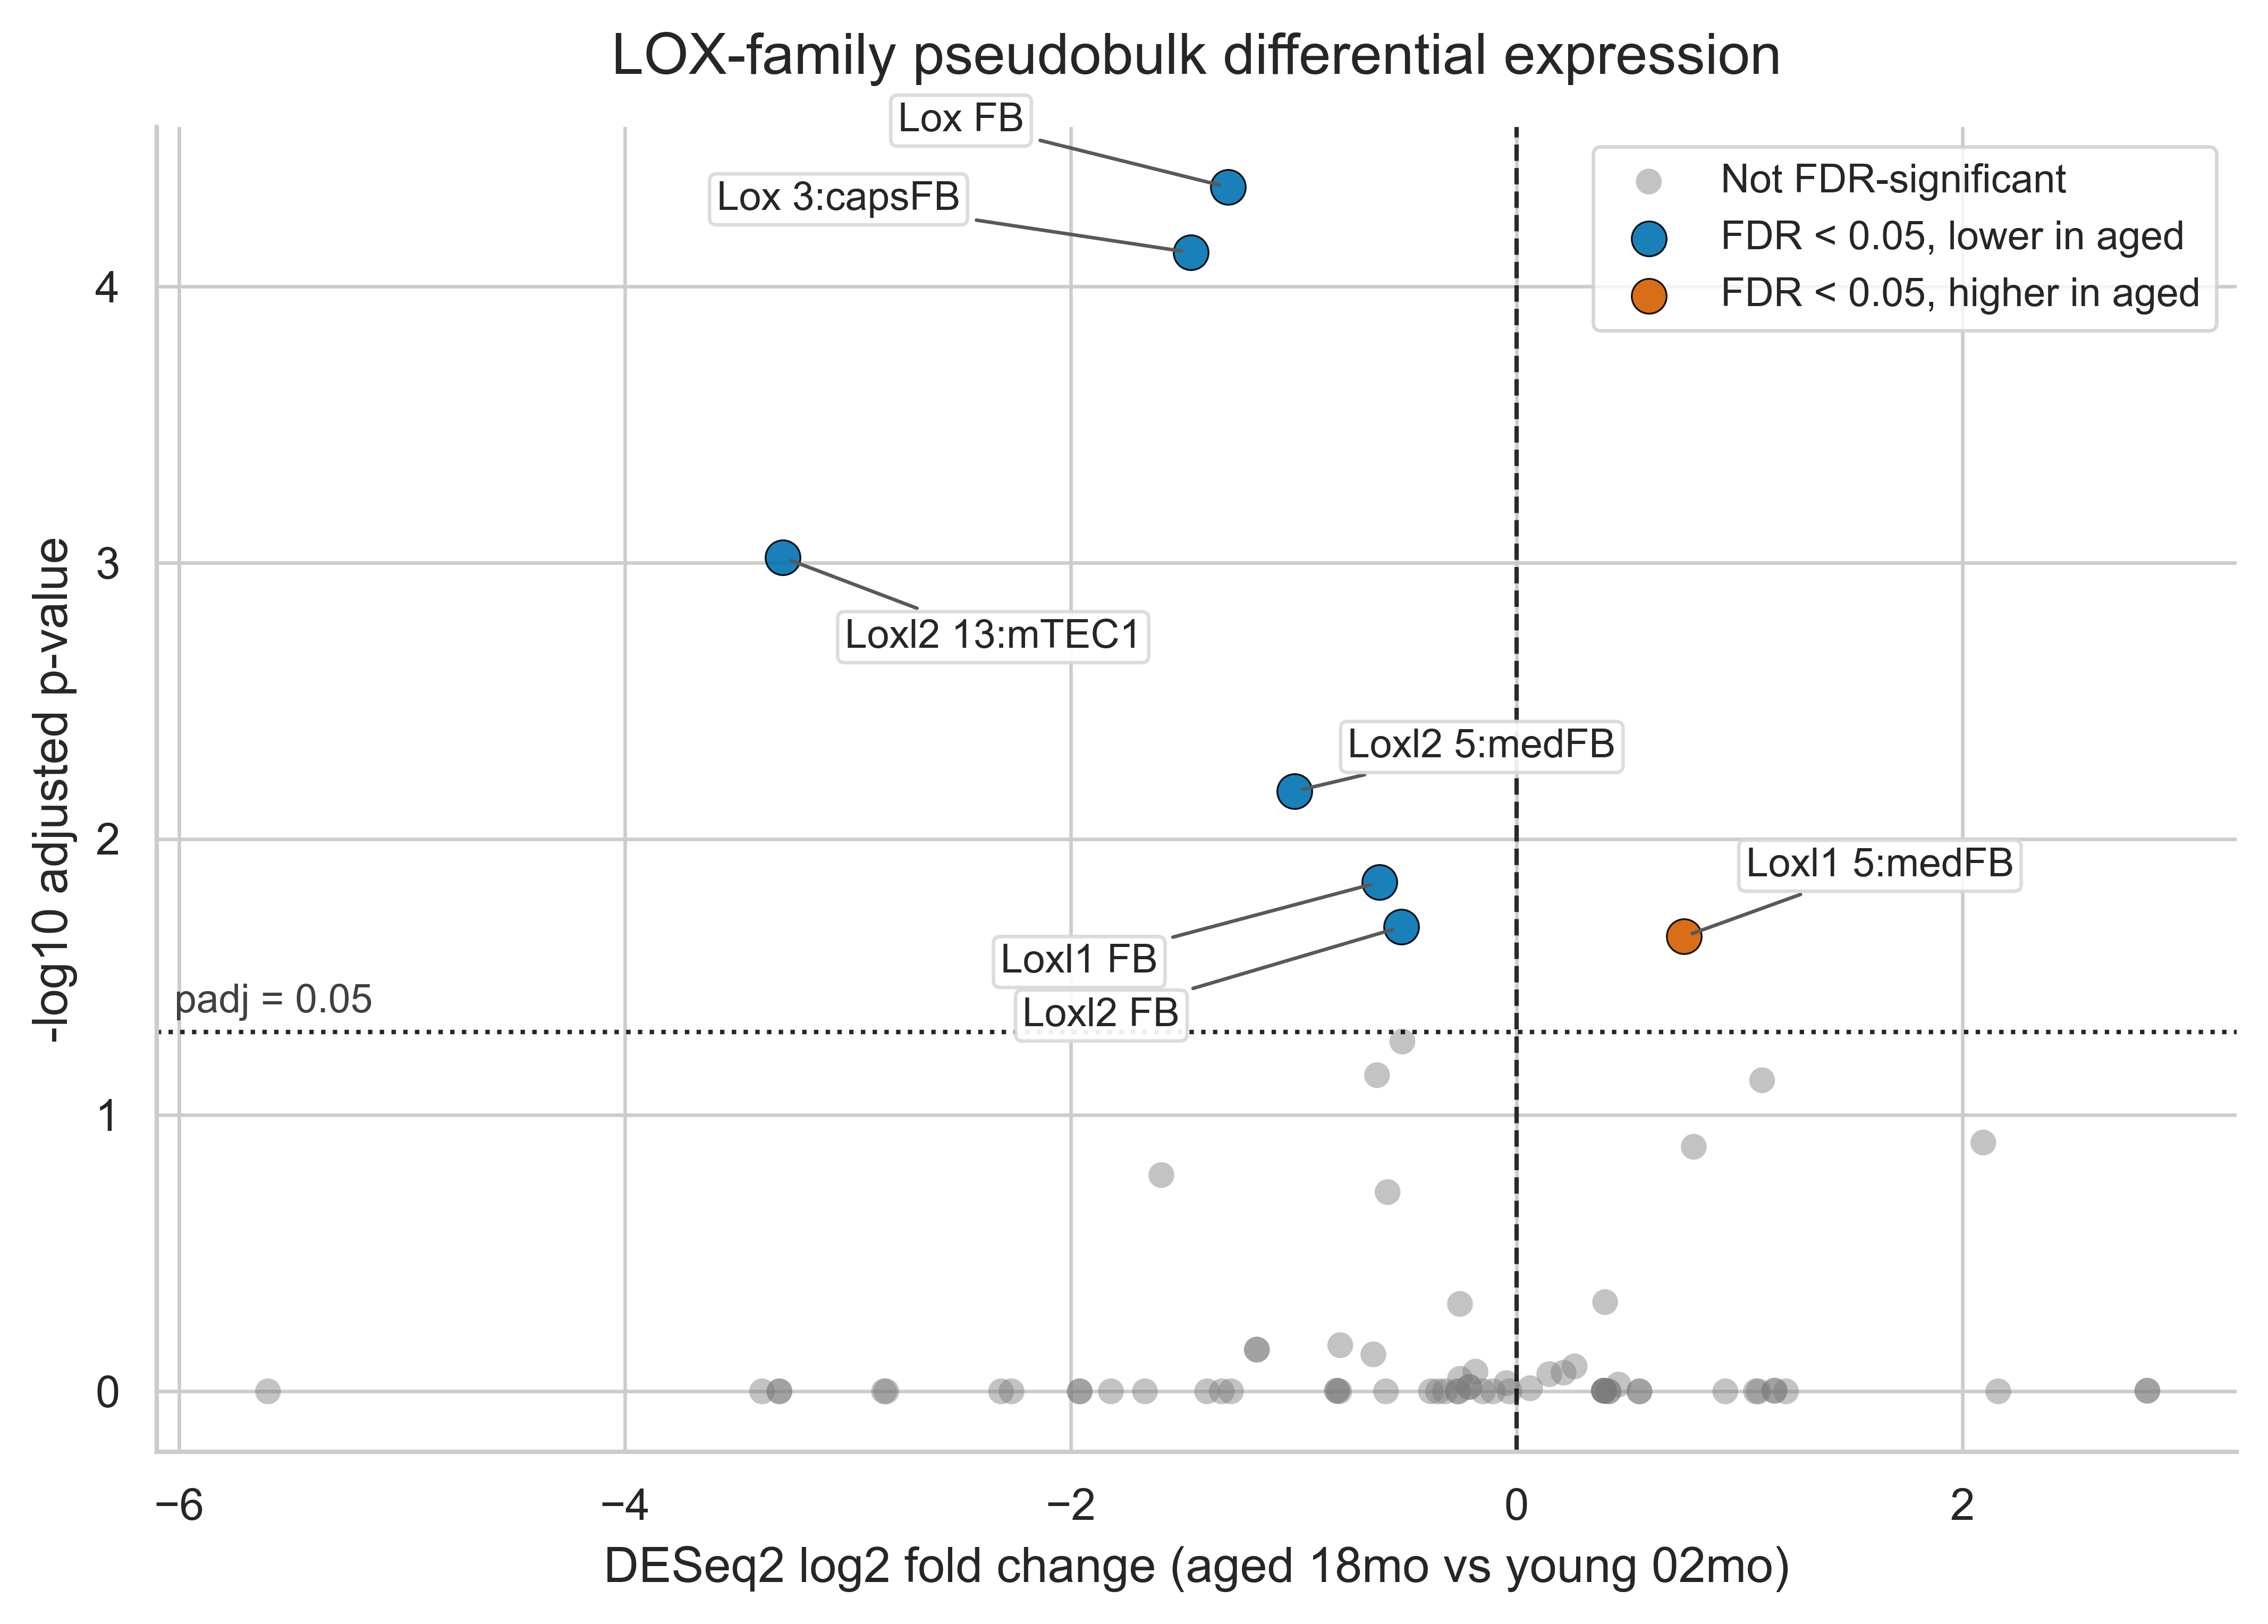 LOX-family pseudobulk differential expression
Lox FB
Lox 3:capsFB
Not FDR-significant
FDR < 0.05, lower in aged
FDR < 0.05, higher in aged
Loxl2 13:mTEC1
Loxl2 5:medFB
Loxl1 5:medFB
Loxl1 FB
Loxl2 FB
padj = 0.05
-log10 adjusted p-value
4
3
2
1
0
−6
−4
−2
0
2
DESeq2 log2 fold change (aged 18mo vs young 02mo)